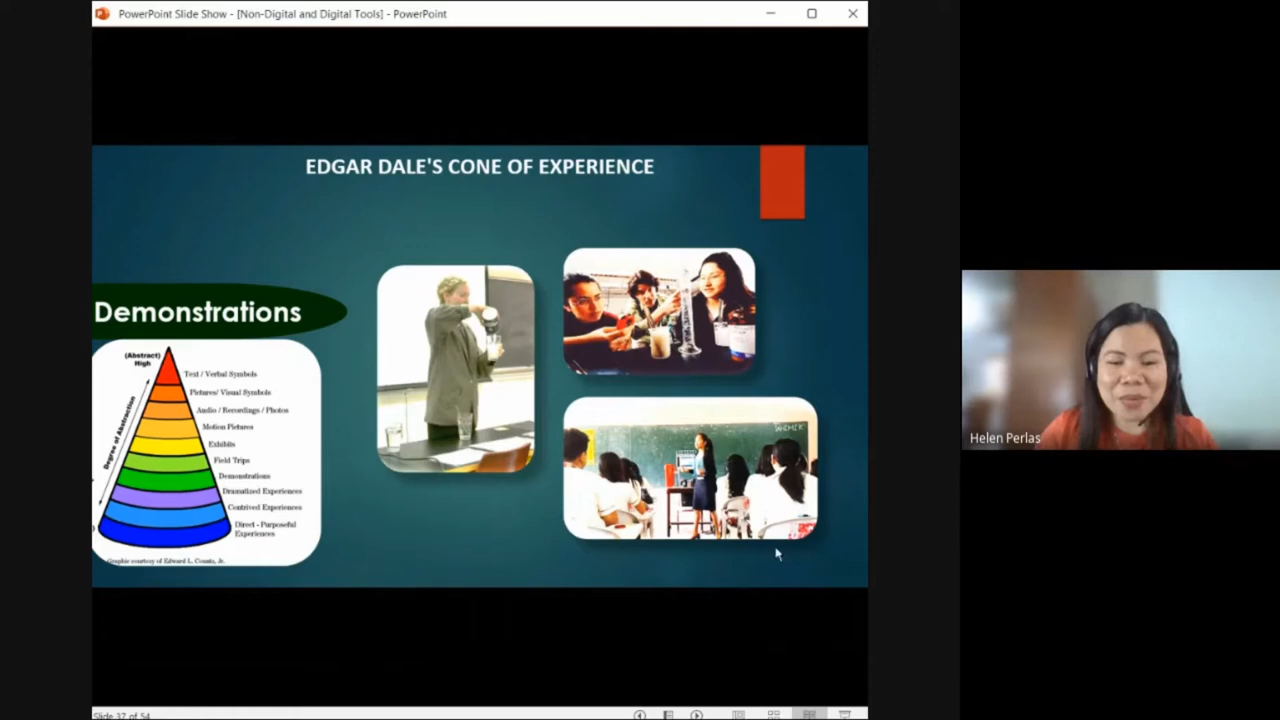 PowerPoint Slide Show - [Non-Digital and Digital Tools] - PowerPoint
EDGAR DALE'S CONE OF EXPERIENCE
Demonstrations
(Abstract)
High
Degree of Abstraction
Text / Verbal Symbols
Pictures/ Visual Symbols
Audio / Recordings / Photos
Motion Pictures
Exhibits
Field Trips
Demonstrations
Dramatized Experiences
Contrived Experiences
Direct - Purposeful
Experiences
Graphic courtesy of Edward L. Counts, Jr.
Helen Perlas
Slide 37 of 54